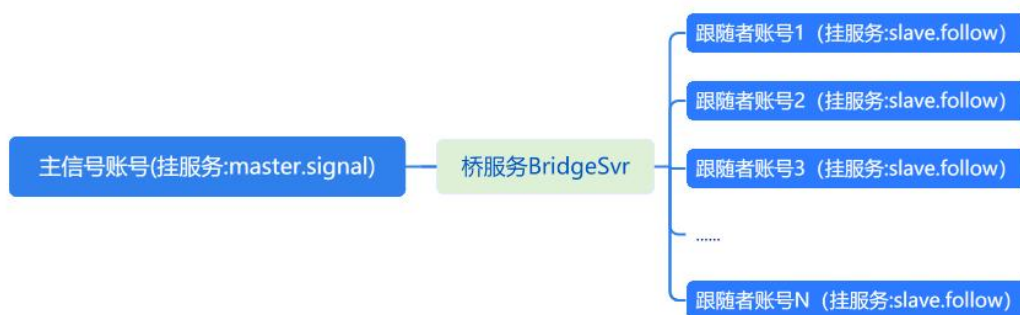 跟随者账号1（挂服务:slave.follow）
跟随者账号2（挂服务:slave.follow）
主信号账号(挂服务:master.signal)
桥服务BridgeSvr
跟随者账号3（挂服务:slave.follow）
......
跟随者账号N（挂服务:slave.follow）